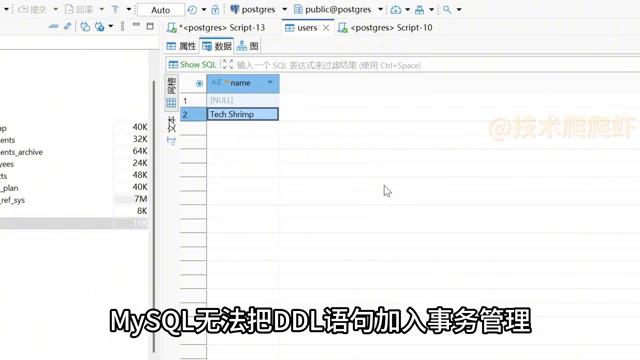 提交 回滚 T Auto postgres public@postgres
*<postgres> Script-13 users <postgres> Script-10
属性 数据 图
Show SQL 输入一个 SQL 表达式来过滤结果 (使用 Ctrl+Space)
网格
文本
A-Z name
1 [NULL]
2 Tech Shrimp
ap 40K
ents 32K
ents_archive 64K
yees 24K
cts 48K
_plan 40K
_ref_sys 7M
8K
16K
@技术爬爬虾
MySQL无法把DDL语句加入事务管理